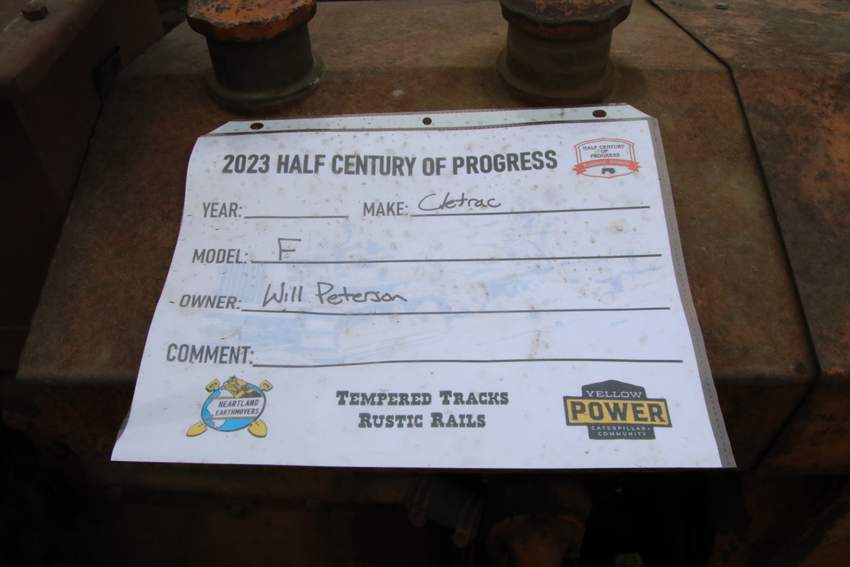 2023 HALF CENTURY OF PROGRESS
HALF CENTURY
OF
PROGRESS
YEAR:
MAKE: Cletrac
MODEL: F
OWNER: Will Peterson
COMMENT:
HEARTLAND
EARTHMOVERS
TEMPERED TRACKS
RUSTIC RAILS
YELLOW
POWER
CATERPILLAR
COMMUNITY